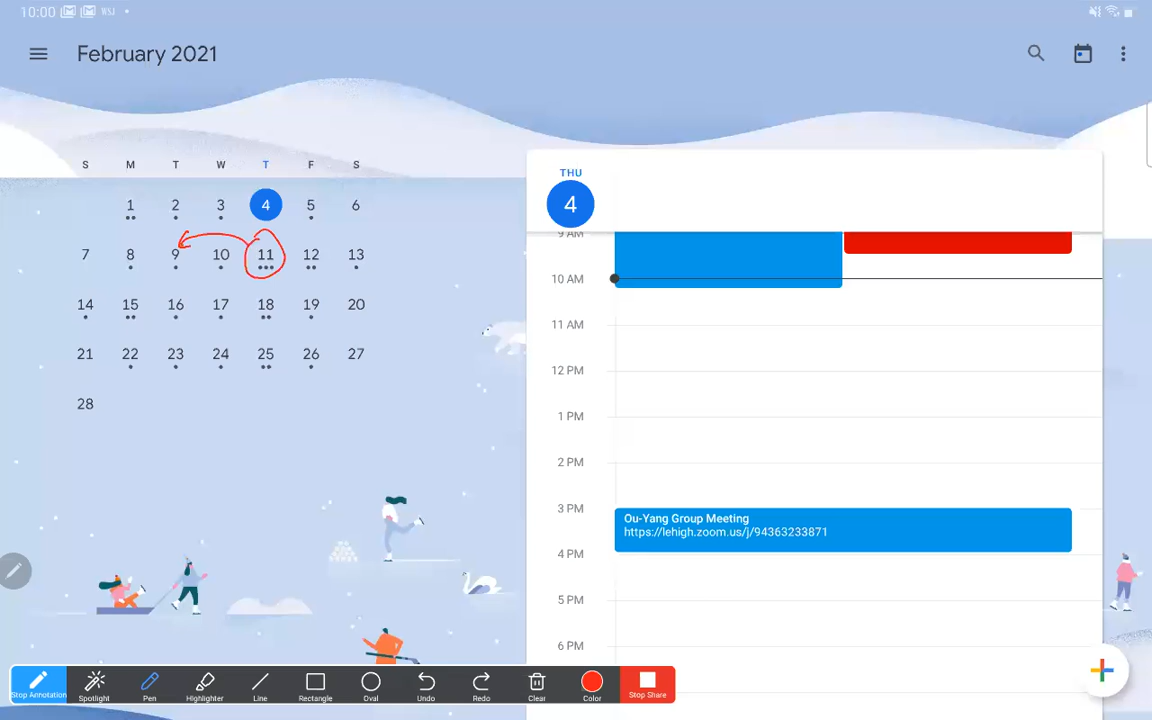 10:00 WSJ
February 2021
S M T W T F S
1 2 3 4 5 6
7 8 9 10 11 12 13
14 15 16 17 18 19 20
21 22 23 24 25 26 27
28
THU
4
9 AM
10 AM
11 AM
12 PM
1 PM
2 PM
3 PM
Ou-Yang Group Meeting
https://lehigh.zoom.us/j/94363233871
4 PM
5 PM
6 PM
Stop Annotation Spotlight Pen Highlighter Line Rectangle Oval Undo Redo Clear Color Stop Share